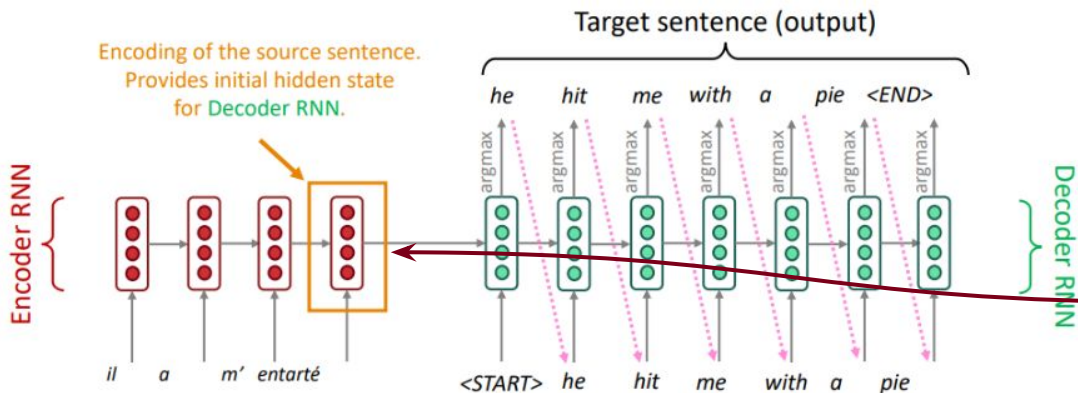 Target sentence (output)
Encoding of the source sentence.
Provides initial hidden state
for Decoder RNN.
he hit me with a pie <END>
argmax argmax argmax argmax argmax argmax argmax
Encoder RNN
Decoder RNN
il a m' entarté
<START> he hit me with a pie